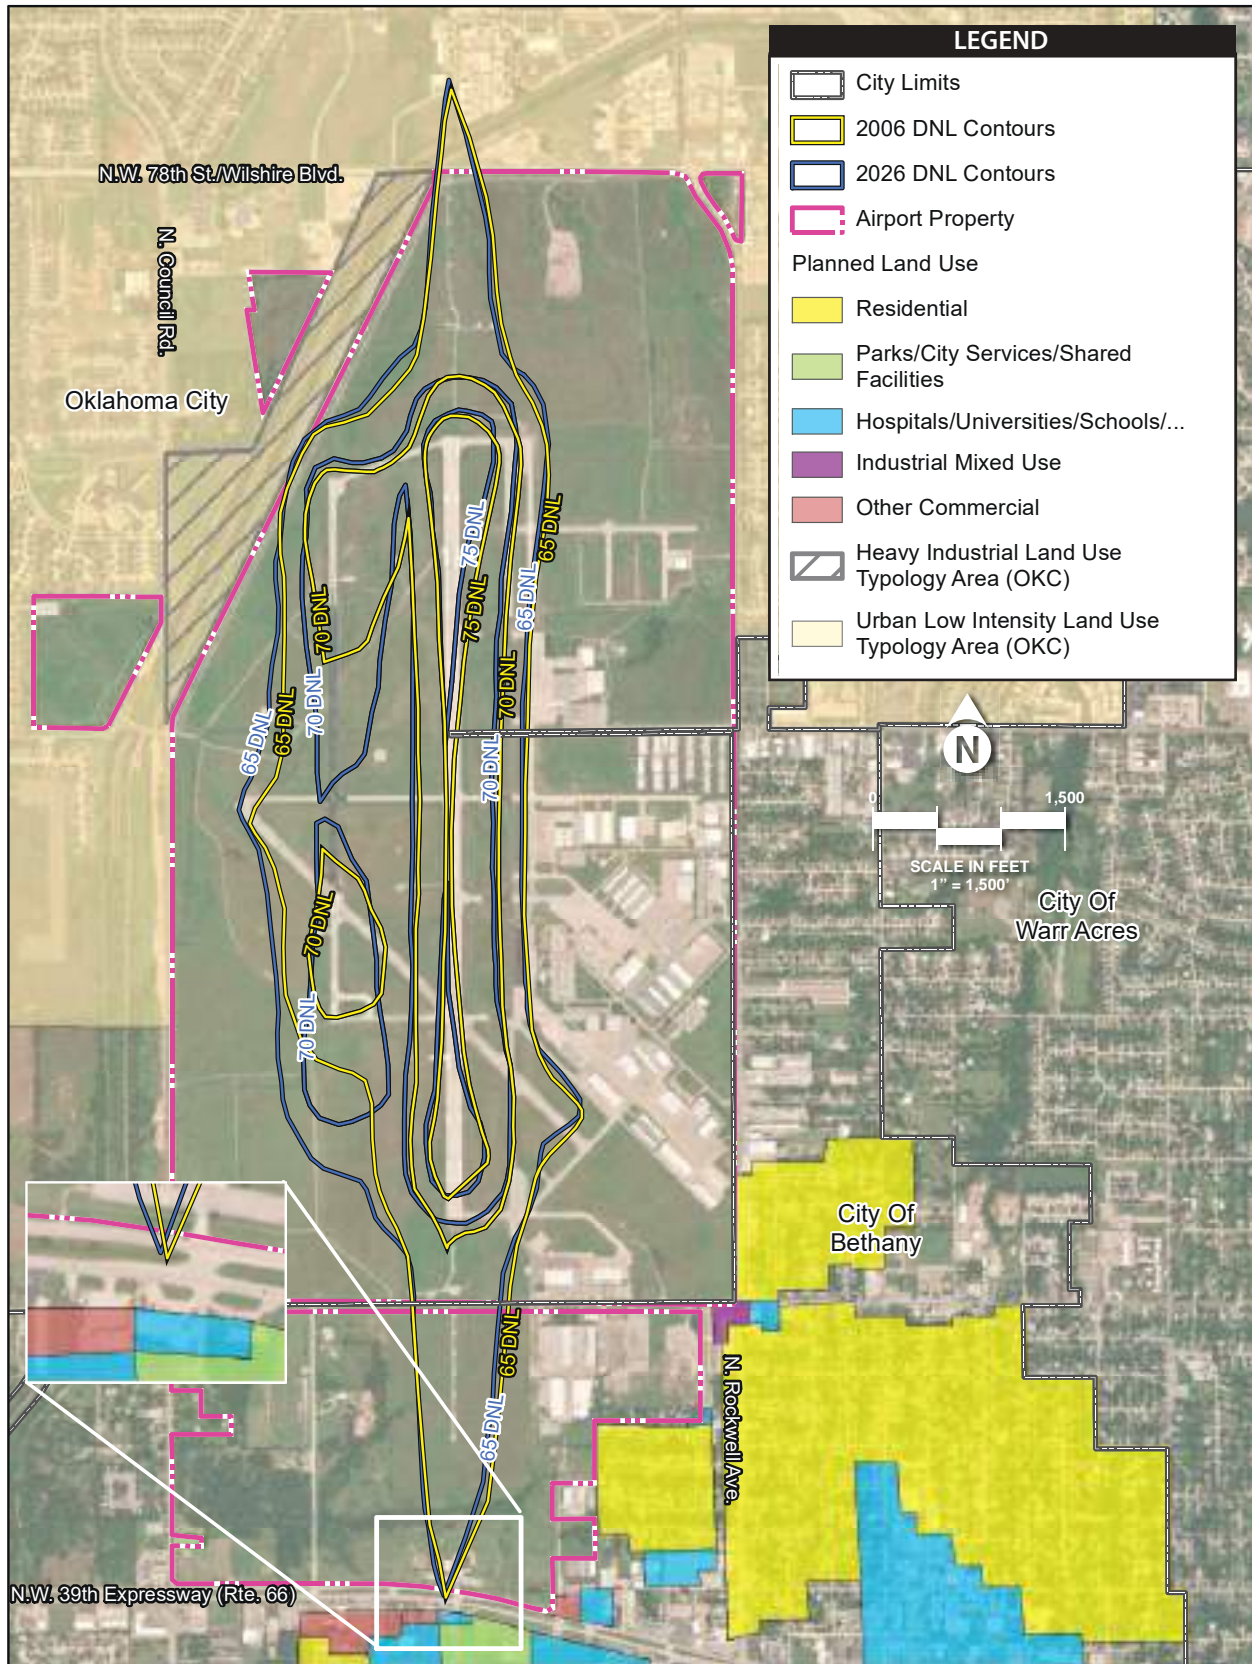 LEGEND
City Limits
2006 DNL Contours
2026 DNL Contours
Airport Property
Planned Land Use
Residential
Parks/City Services/Shared
Facilities
Hospitals/Universities/Schools/...
Industrial Mixed Use
Other Commercial
Heavy Industrial Land Use
Typology Area (OKC)
Urban Low Intensity Land Use
Typology Area (OKC)
N.W. 78th St./Wilshire Blvd.
N. Council Rd.
Oklahoma City
75 DNL
65 DNL
75 DNL
65 DNL
70 DNL
70 DNL
70 DNL
65 DNL
65 DNL
70 DNL
N
0
1,500
SCALE IN FEET
1" = 1,500'
City Of
Warr Acres
70 DNL
70 DNL
City Of
Bethany
65 DNL
65 DNL
N. Rockwell Ave.
N.W. 39th Expressway (Rte. 66)